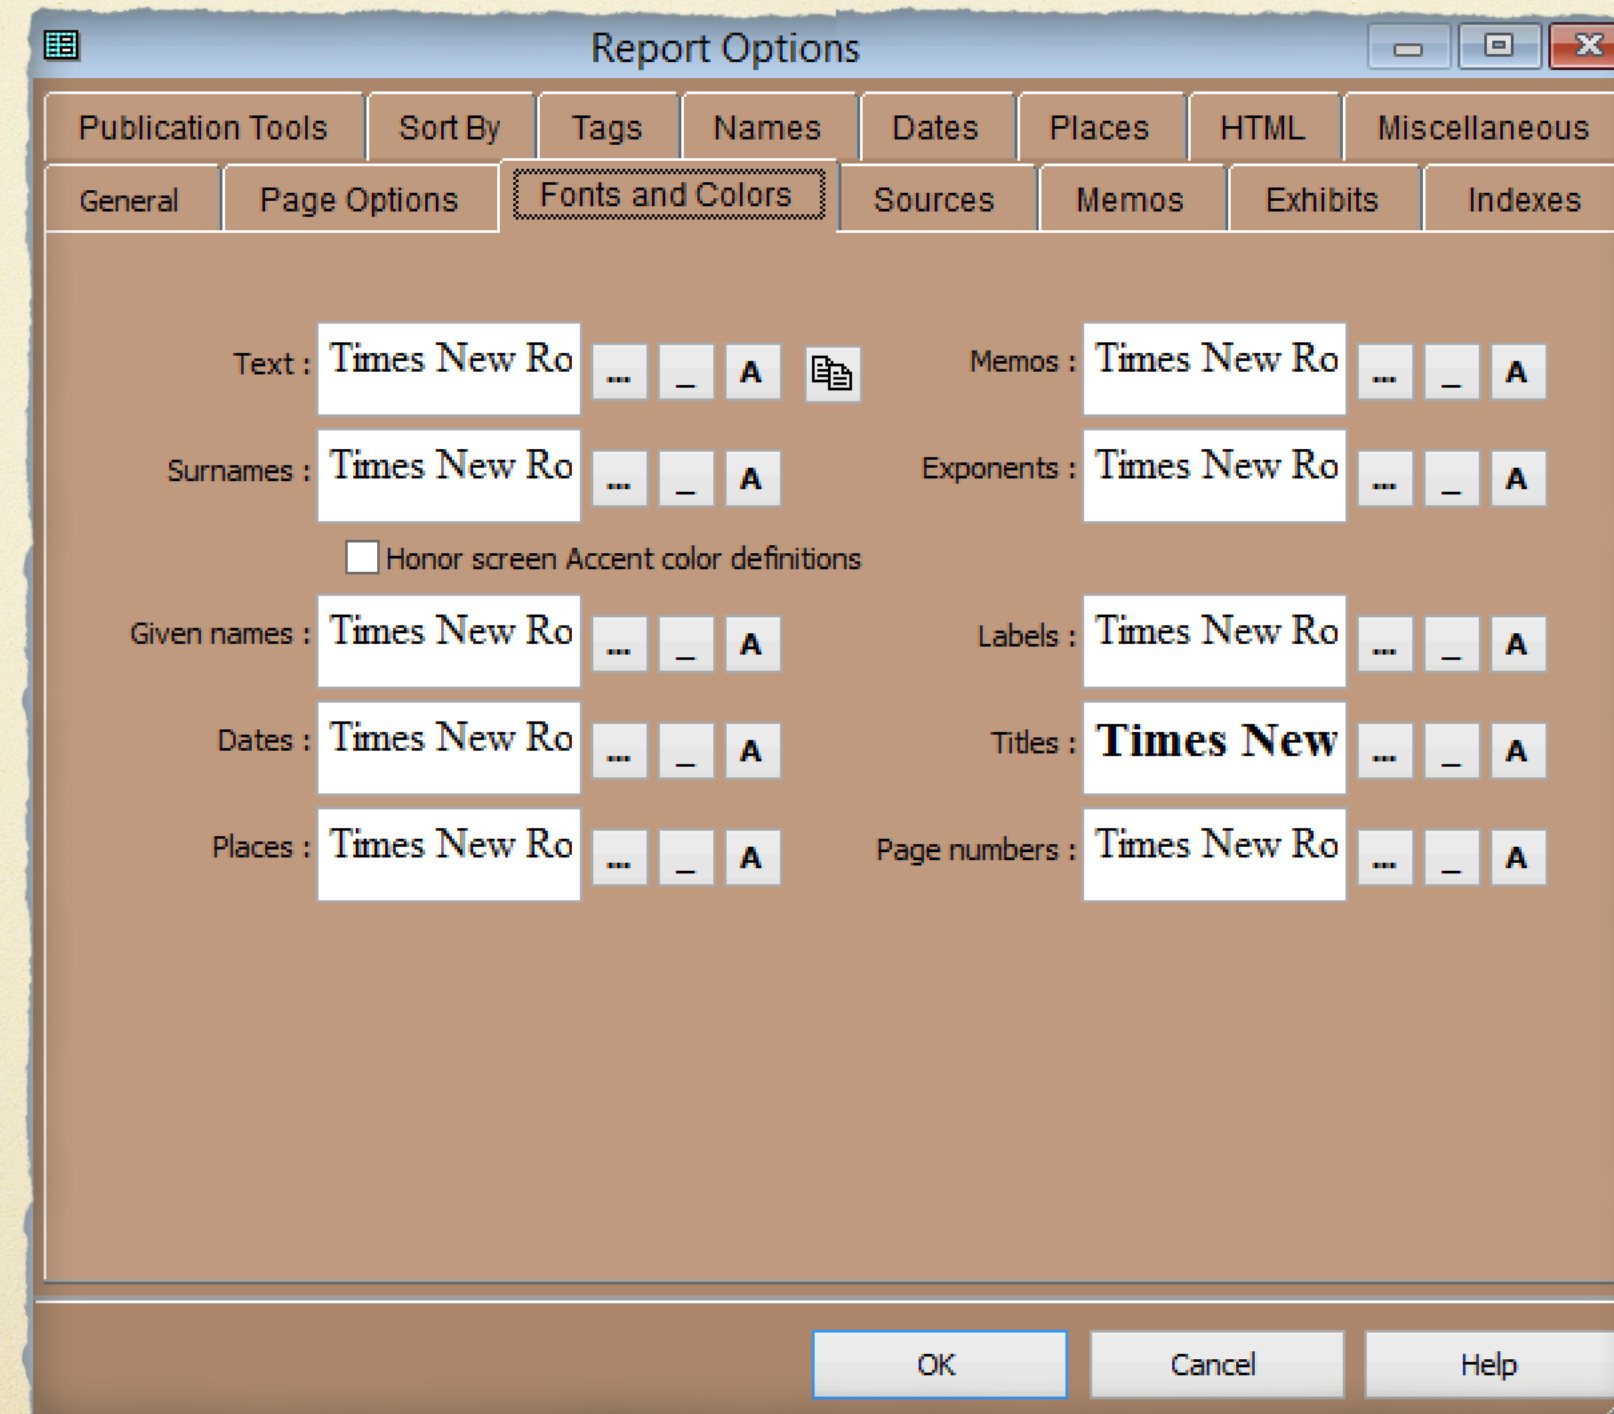 Report Options
Publication Tools Sort By Tags Names Dates Places HTML Miscellaneous
General Page Options Fonts and Colors Sources Memos Exhibits Indexes
Text : Times New Ro ... _ A Memos : Times New Ro ... _ A
Surnames : Times New Ro ... _ A Exponents : Times New Ro ... _ A
Honor screen Accent color definitions
Given names : Times New Ro ... _ A Labels : Times New Ro ... _ A
Dates : Times New Ro ... _ A Titles : Times New ... _ A
Places : Times New Ro ... _ A Page numbers : Times New Ro ... _ A
OK Cancel Help